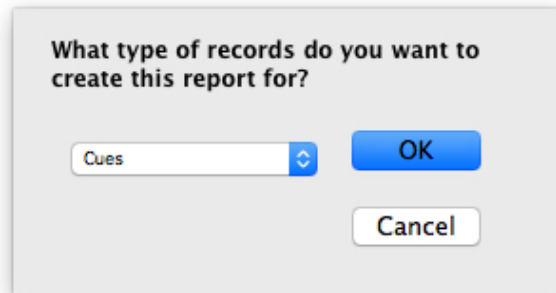 What type of records do you want to
create this report for?
Cues
OK
Cancel